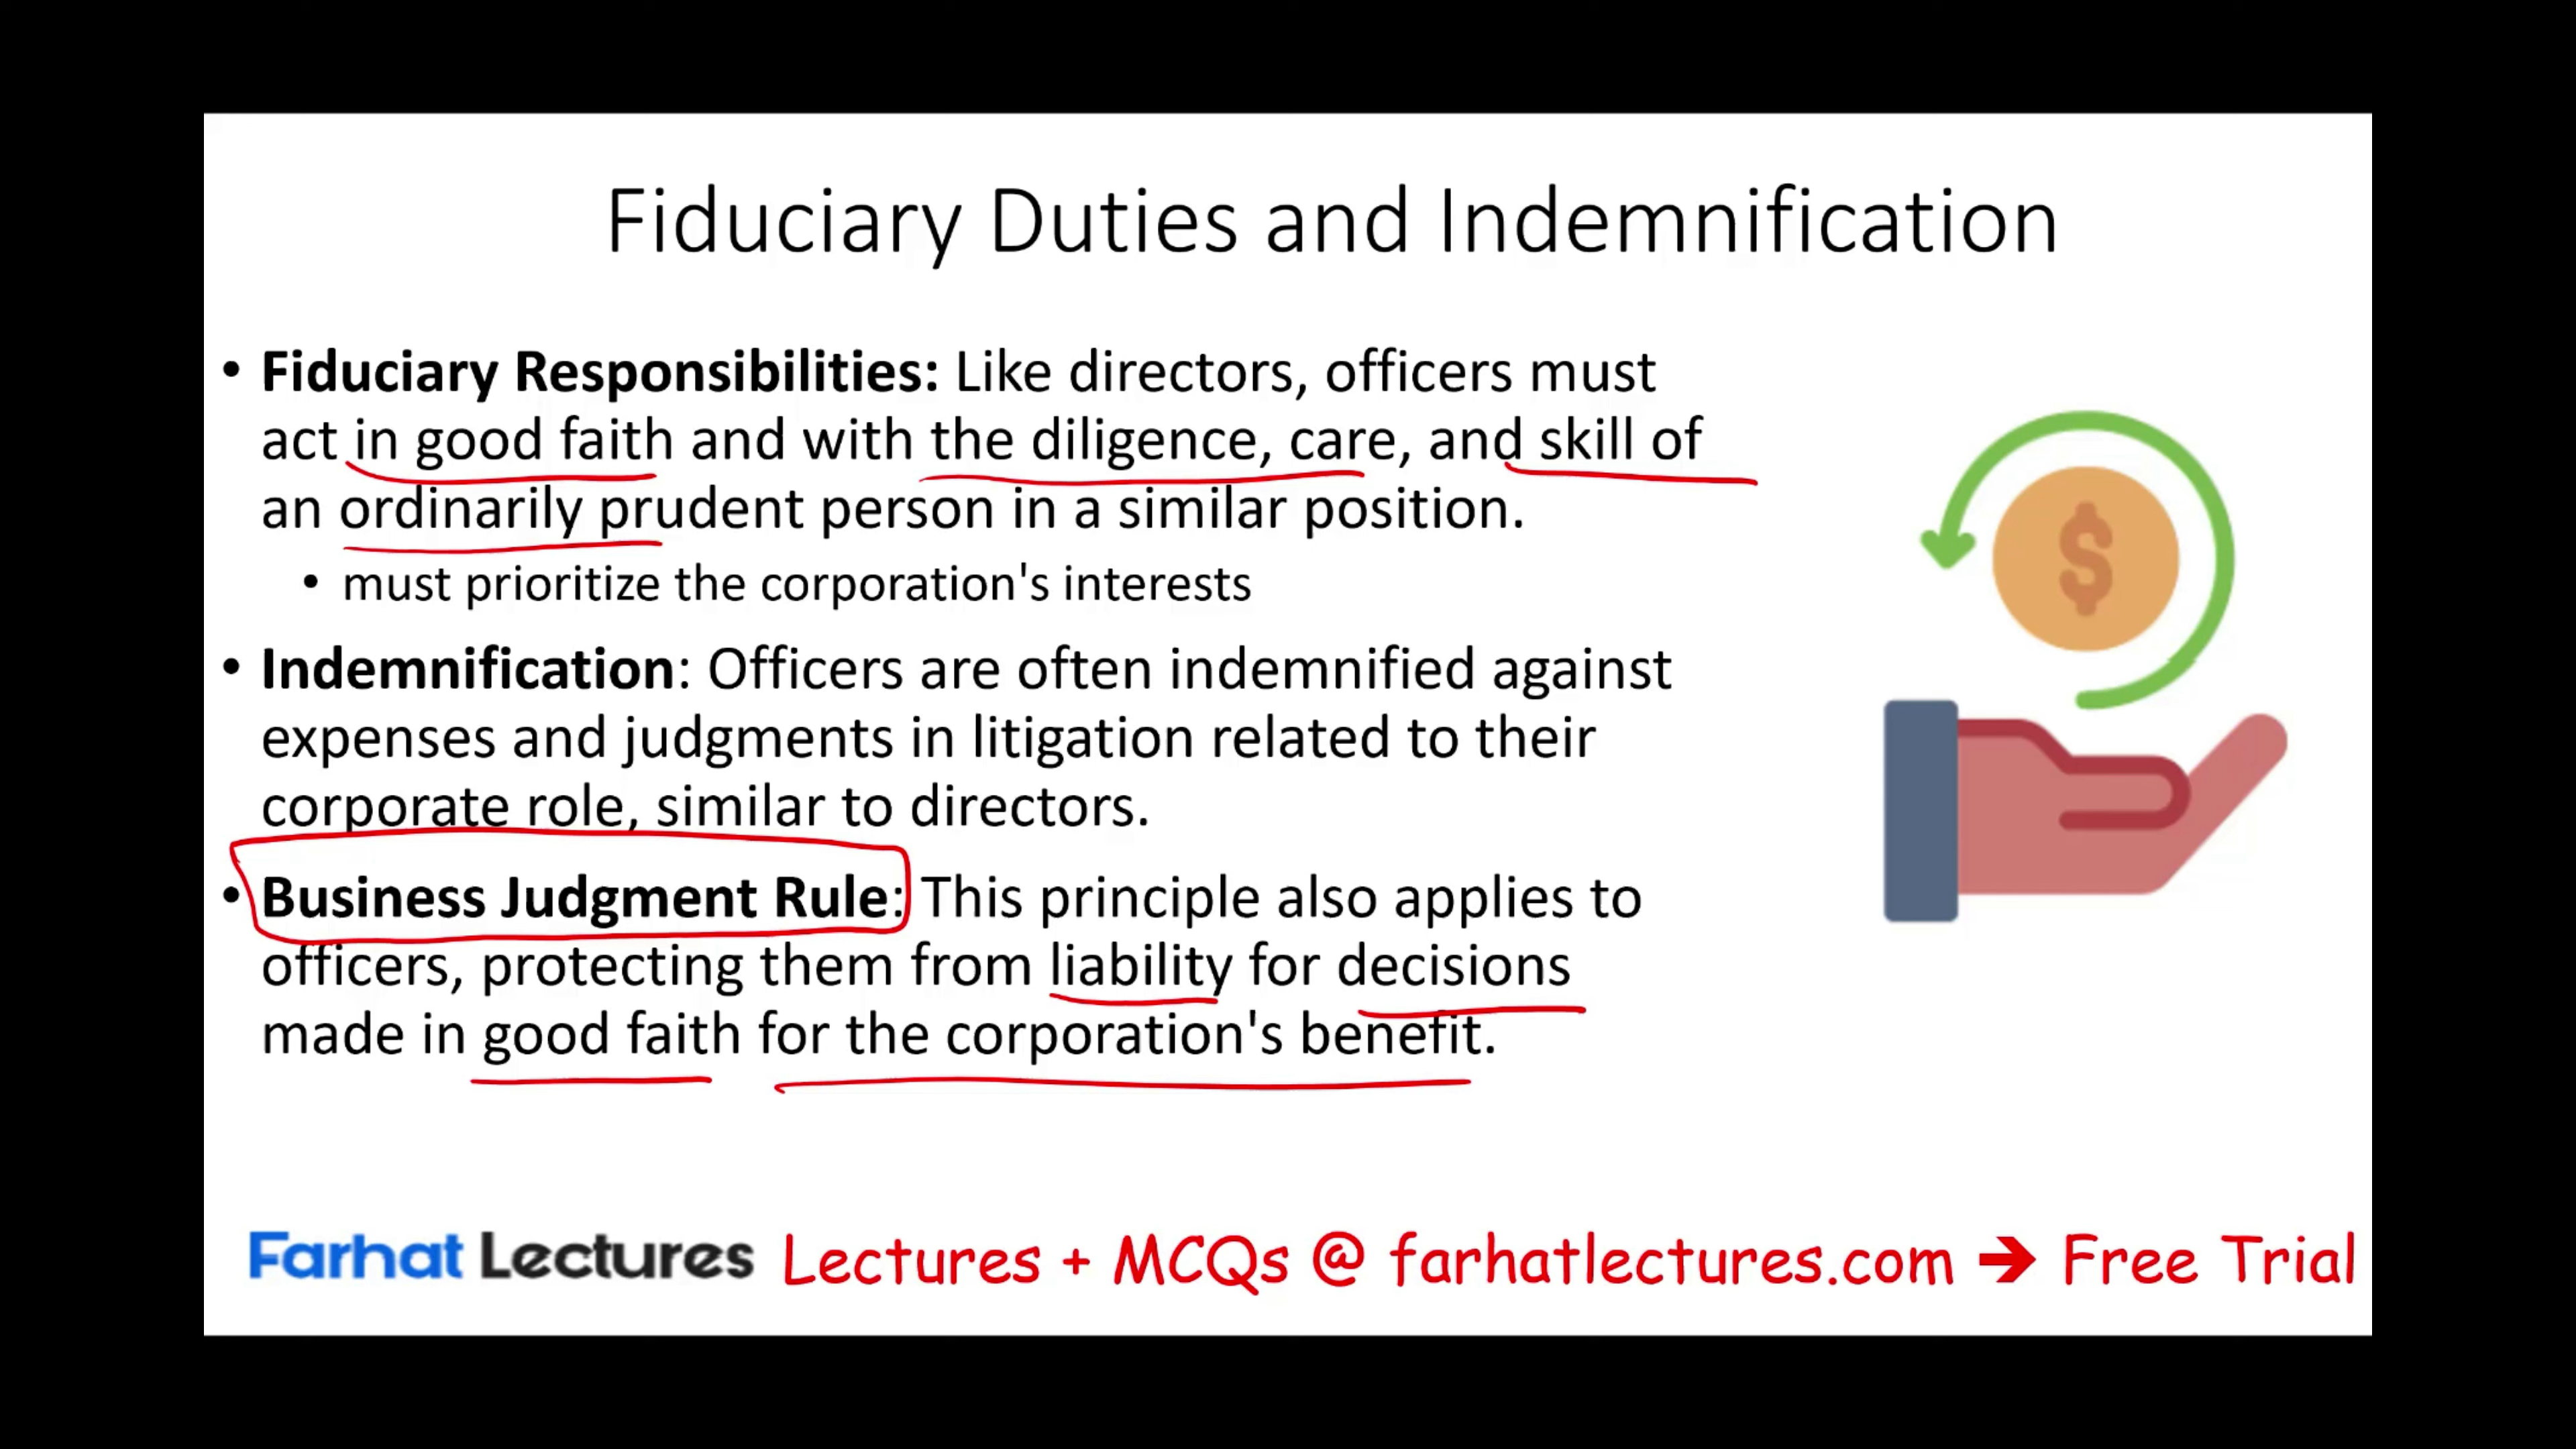 Fiduciary Duties and Indemnification
• Fiduciary Responsibilities: Like directors, officers must
act in good faith and with the diligence, care, and skill of
an ordinarily prudent person in a similar position.
• must prioritize the corporation's interests
• Indemnification: Officers are often indemnified against
expenses and judgments in litigation related to their
corporate role, similar to directors.
• Business Judgment Rule: This principle also applies to
officers, protecting them from liability for decisions
made in good faith for the corporation's benefit.
$
Farhat Lectures Lectures + MCQs @ farhatlectures.com ➔ Free Trial